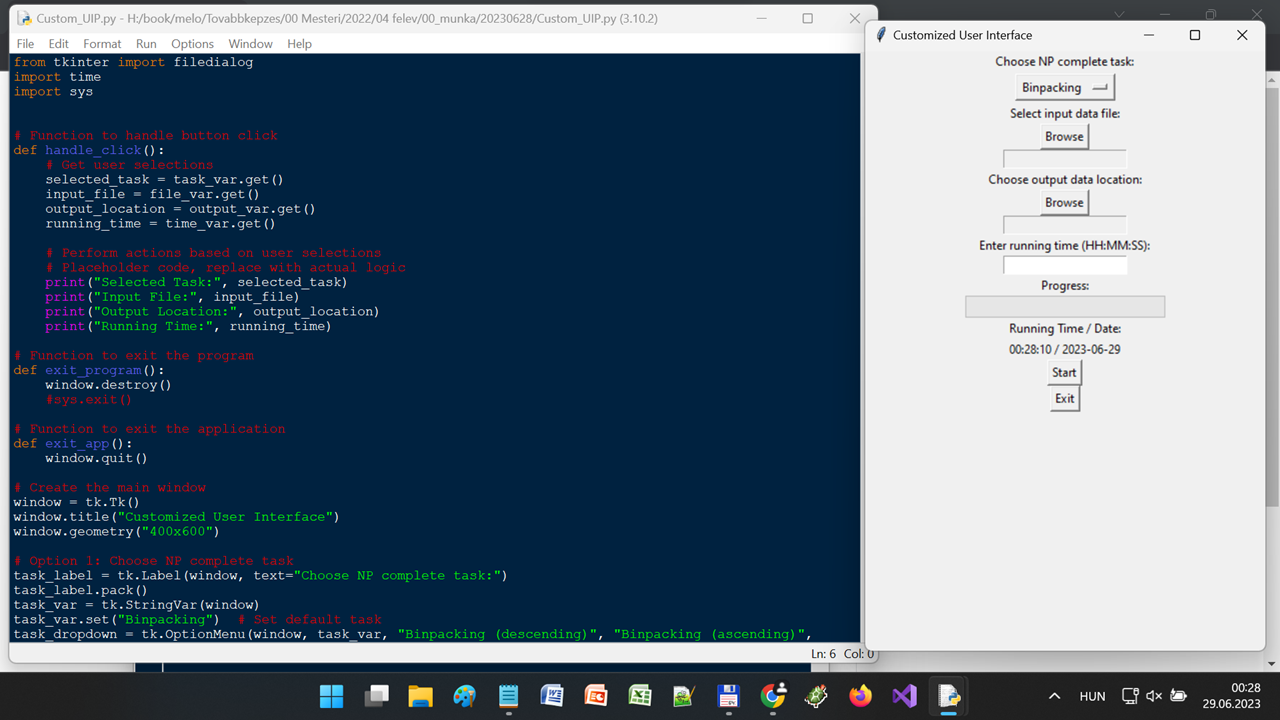 Custom_UIP.py - H:/book/melo/Tovabbkepzes/00 Mesteri/2022/04 felev/00_munka/20230628/Custom_UIP.py (3.10.2)
File Edit Format Run Options Window Help
from tkinter import filedialog
import time
import sys
# Function to handle button click
def handle_click():
    # Get user selections
    selected_task = task_var.get()
    input_file = file_var.get()
    output_location = output_var.get()
    running_time = time_var.get()
    # Perform actions based on user selections
    # Placeholder code, replace with actual logic
    print("Selected Task:", selected_task)
    print("Input File:", input_file)
    print("Output Location:", output_location)
    print("Running Time:", running_time)
# Function to exit the program
def exit_program():
    window.destroy()
    #sys.exit()
# Function to exit the application
def exit_app():
    window.quit()
# Create the main window
window = tk.Tk()
window.title("Customized User Interface")
window.geometry("400x600")
# Option 1: Choose NP complete task
task_label = tk.Label(window, text="Choose NP complete task:")
task_label.pack()
task_var = tk.StringVar(window)
task_var.set("Binpacking")  # Set default task
task_dropdown = tk.OptionMenu(window, task_var, "Binpacking (descending)", "Binpacking (ascending)",
Ln: 6 Col: 0
Customized User Interface
Choose NP complete task:
Binpacking
Select input data file:
Browse
Choose output data location:
Browse
Enter running time (HH:MM:SS):
Progress:
Running Time / Date:
00:28:10 / 2023-06-29
Start
Exit
HUN
00:28
29.06.2023